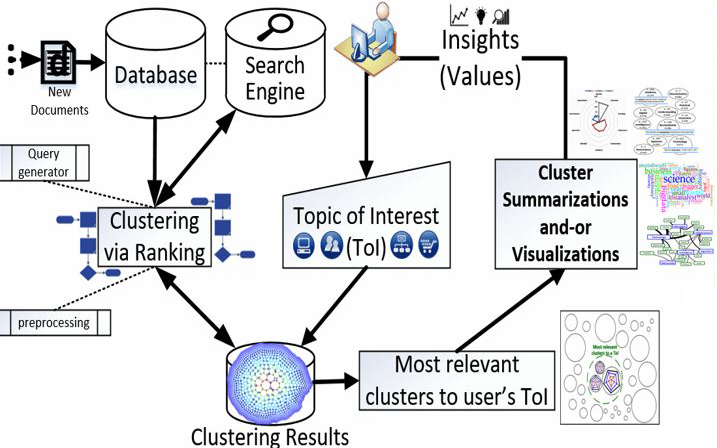 New
Documents
Database
Search
Engine
Insights
(Values)
Query
generator
Clustering
via Ranking
Topic of Interest
(ToI)
Cluster
Summarizations
and-or
Visualizations
science
business
preprocessing
Most relevant
clusters to user's ToI
Most relevant
clusters to a ToI
Clustering Results